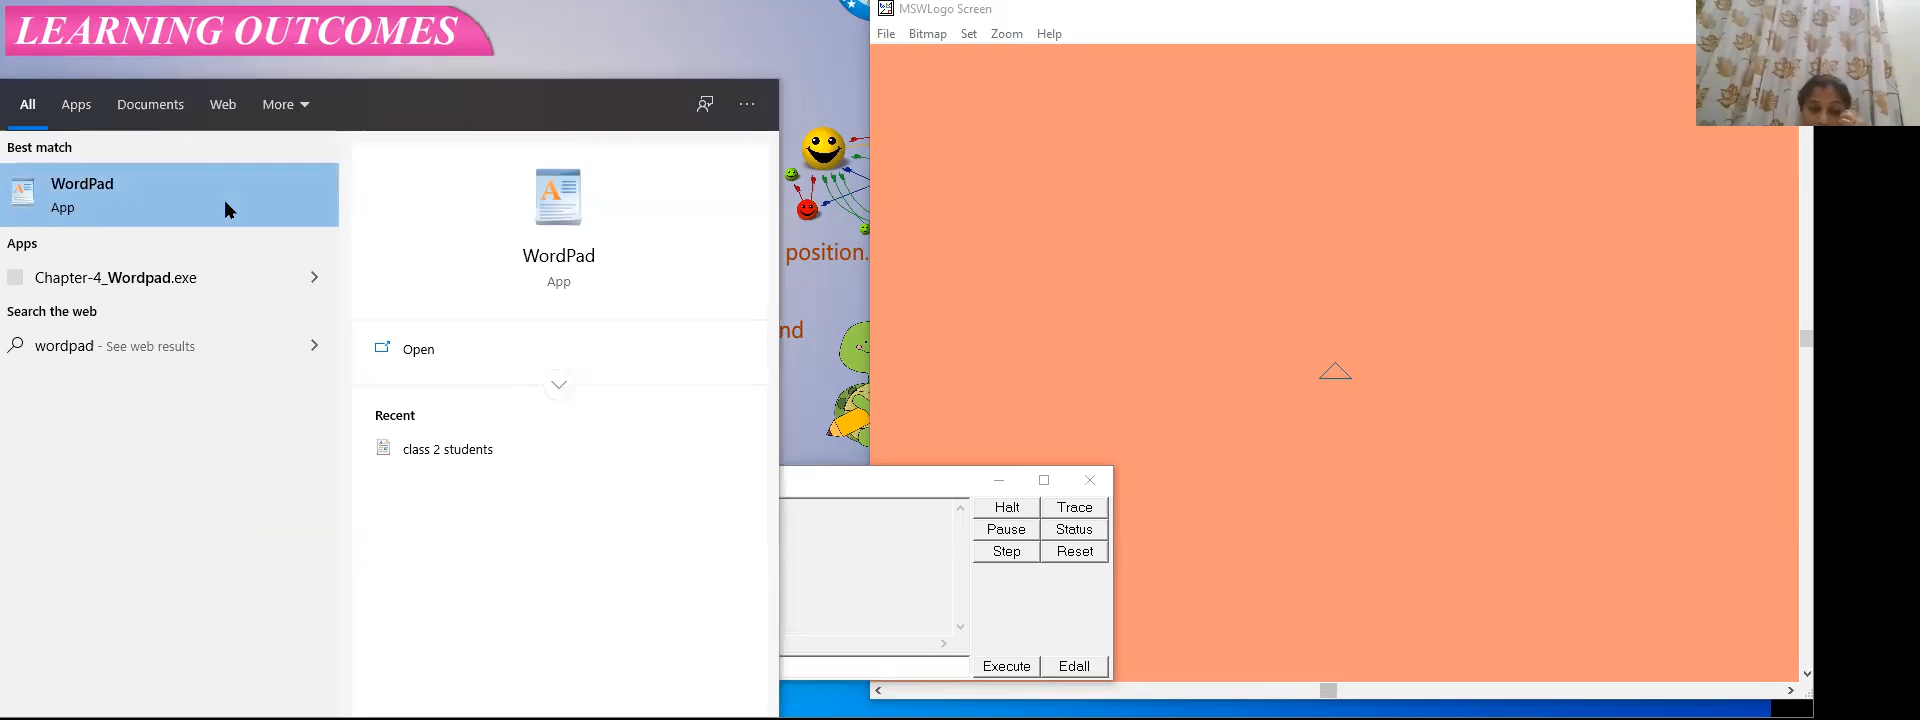 LEARNING OUTCOMES
All Apps Documents Web More
Best match
WordPad
App
Apps
Chapter-4_Wordpad.exe
Search the web
wordpad - See web results
WordPad
App
Open
Recent
class 2 students
position.
nd
MSWLogo Screen
File Bitmap Set Zoom Help
Halt Trace
Pause Status
Step Reset
Execute Edall